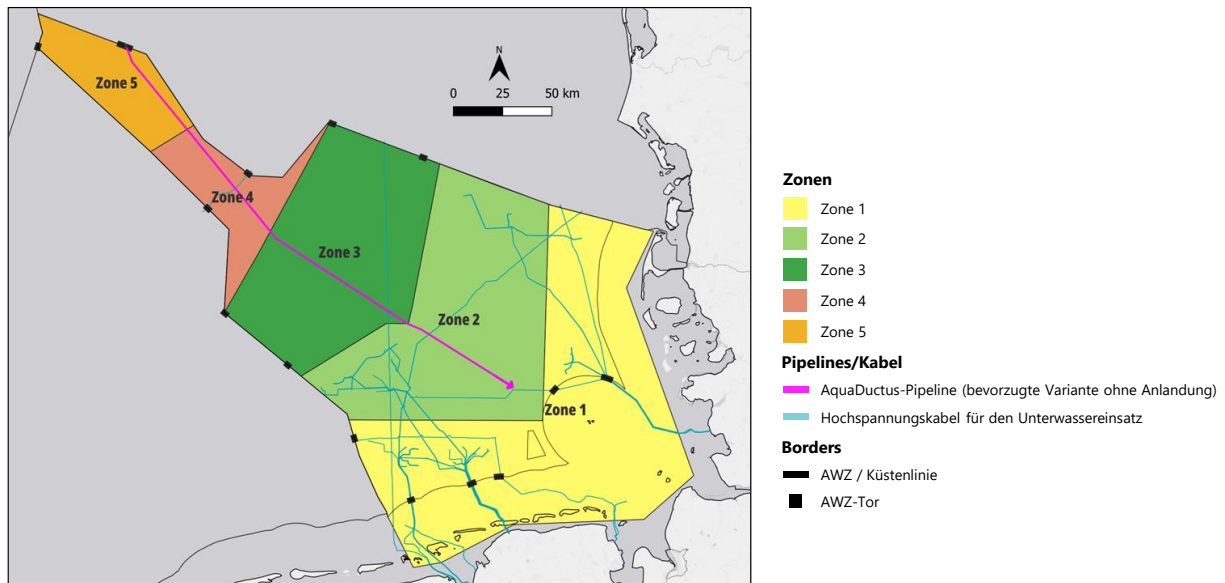 Zone 5
N
0 25 50 km
Zone 4
Zone 3
Zone 2
Zone 1
Zonen
Zone 1
Zone 2
Zone 3
Zone 4
Zone 5
Pipelines/Kabel
AquaDuctus-Pipeline (bevorzugte Variante ohne Anlandung)
Hochspannungskabel für den Unterwassereinsatz
Borders
AWZ / Küstenlinie
AWZ-Tor